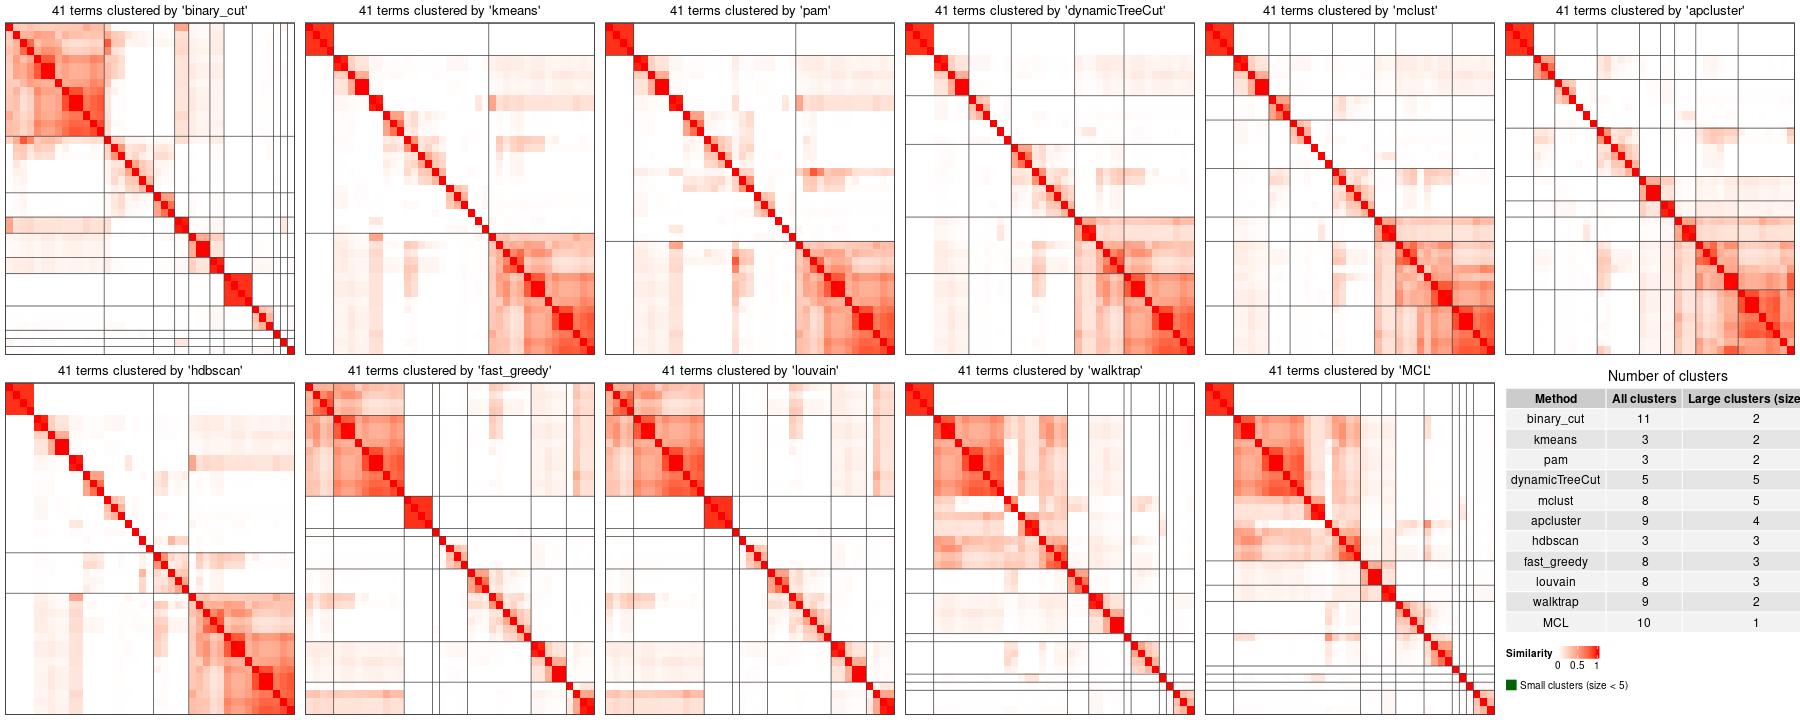 41 terms clustered by 'binary_cut'
41 terms clustered by 'kmeans'
41 terms clustered by 'pam'
41 terms clustered by 'dynamicTreeCut'
41 terms clustered by 'mclust'
41 terms clustered by 'apcluster'
41 terms clustered by 'hdbscan'
41 terms clustered by 'fast_greedy'
41 terms clustered by 'louvain'
41 terms clustered by 'walktrap'
41 terms clustered by 'MCL'
Number of clusters
Method All clusters Large clusters (size
binary_cut 11 2
kmeans 3 2
pam 3 2
dynamicTreeCut 5 5
mclust 8 5
apcluster 9 4
hdbscan 3 3
fast_greedy 8 3
louvain 8 3
walktrap 9 2
MCL 10 1
Similarity
0 0.5 1
Small clusters (size < 5)